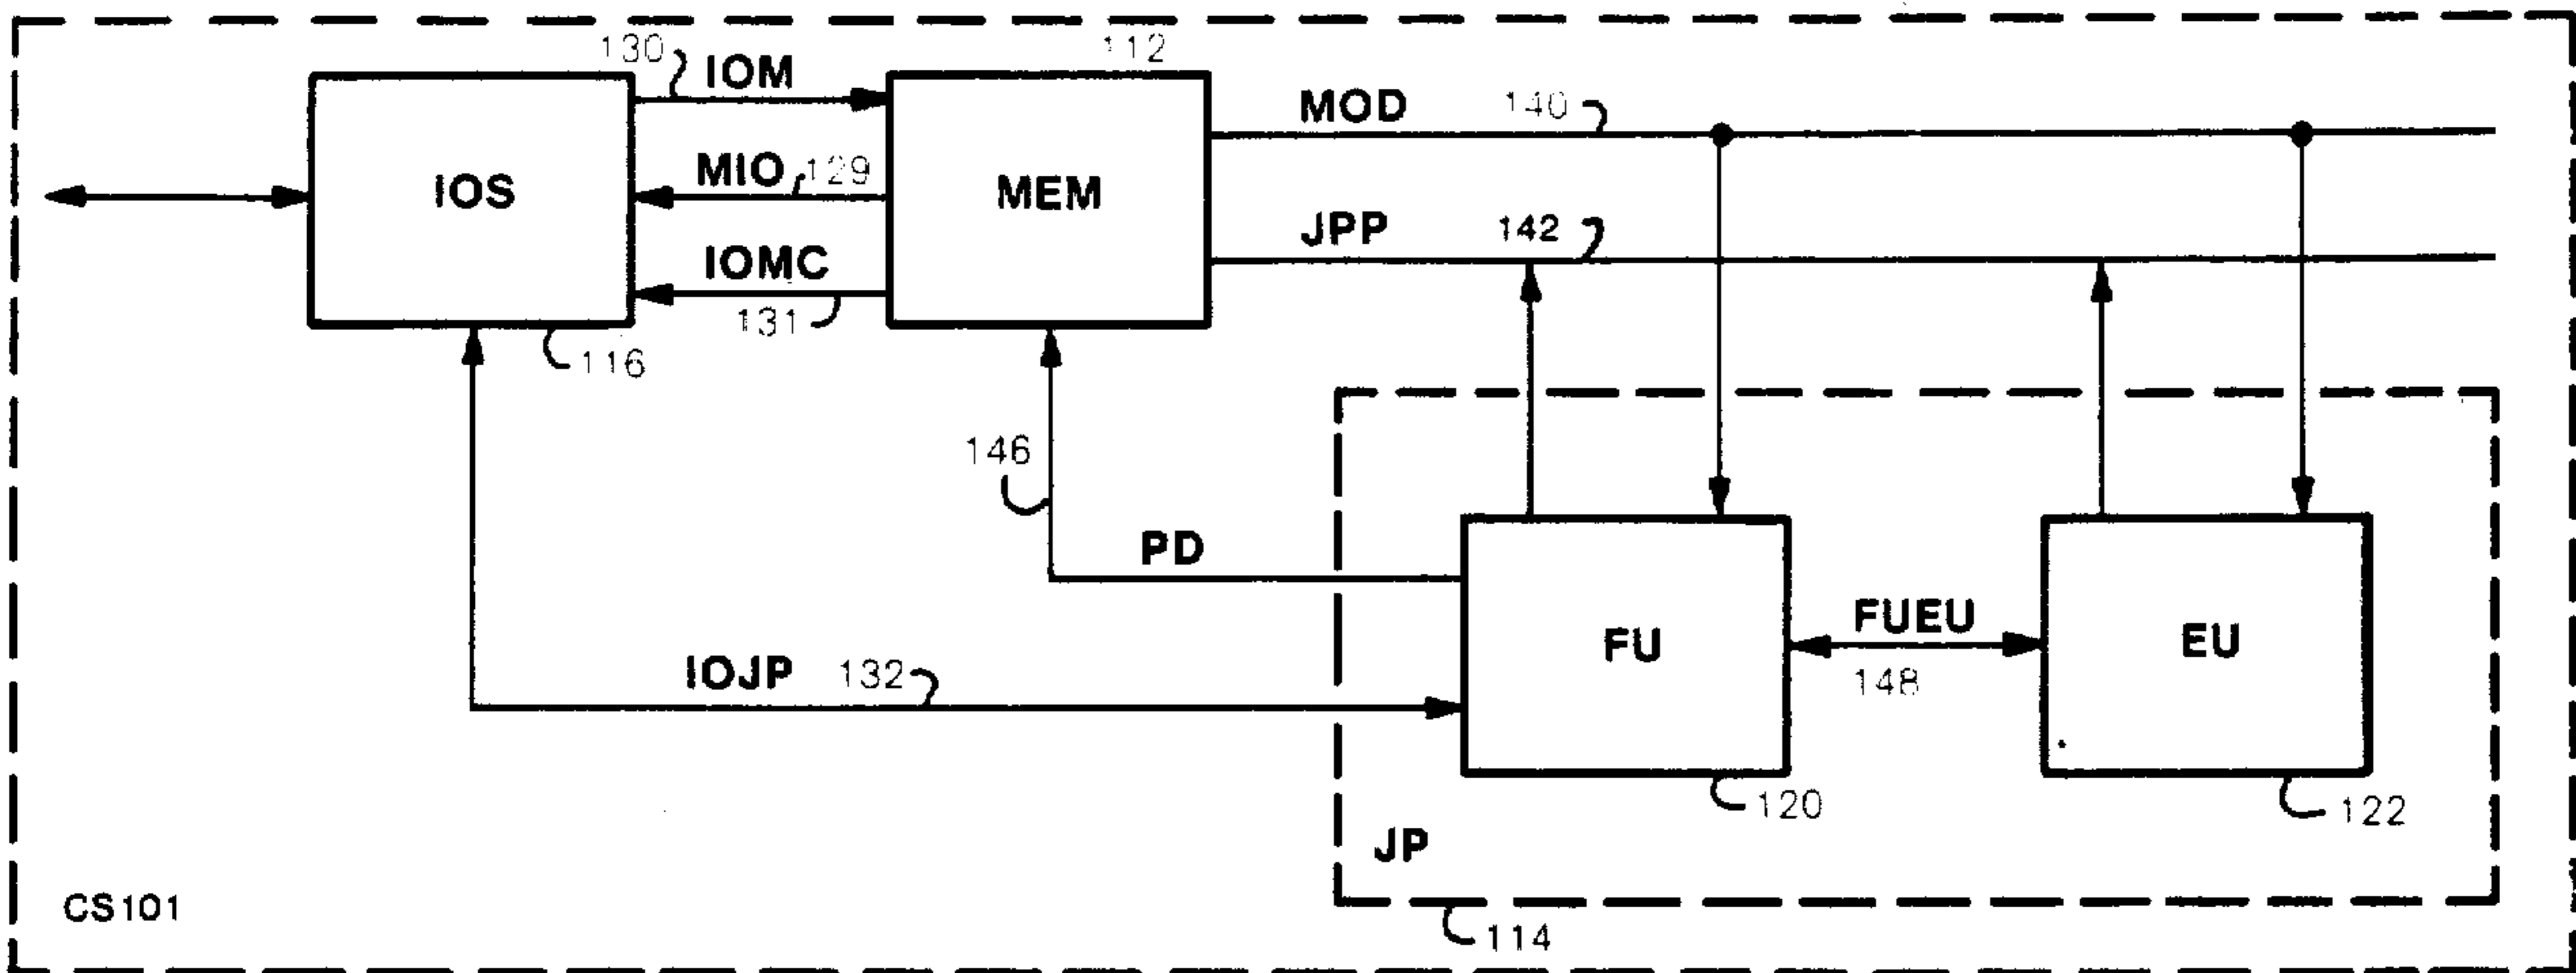 130
IOM
112
MOD
140
MIO
129
IOS
MEM
JPP
142
IOMC
131
116
146
PD
FUEU
FU
EU
148
IOJP
132
120
122
JP
CS101
114